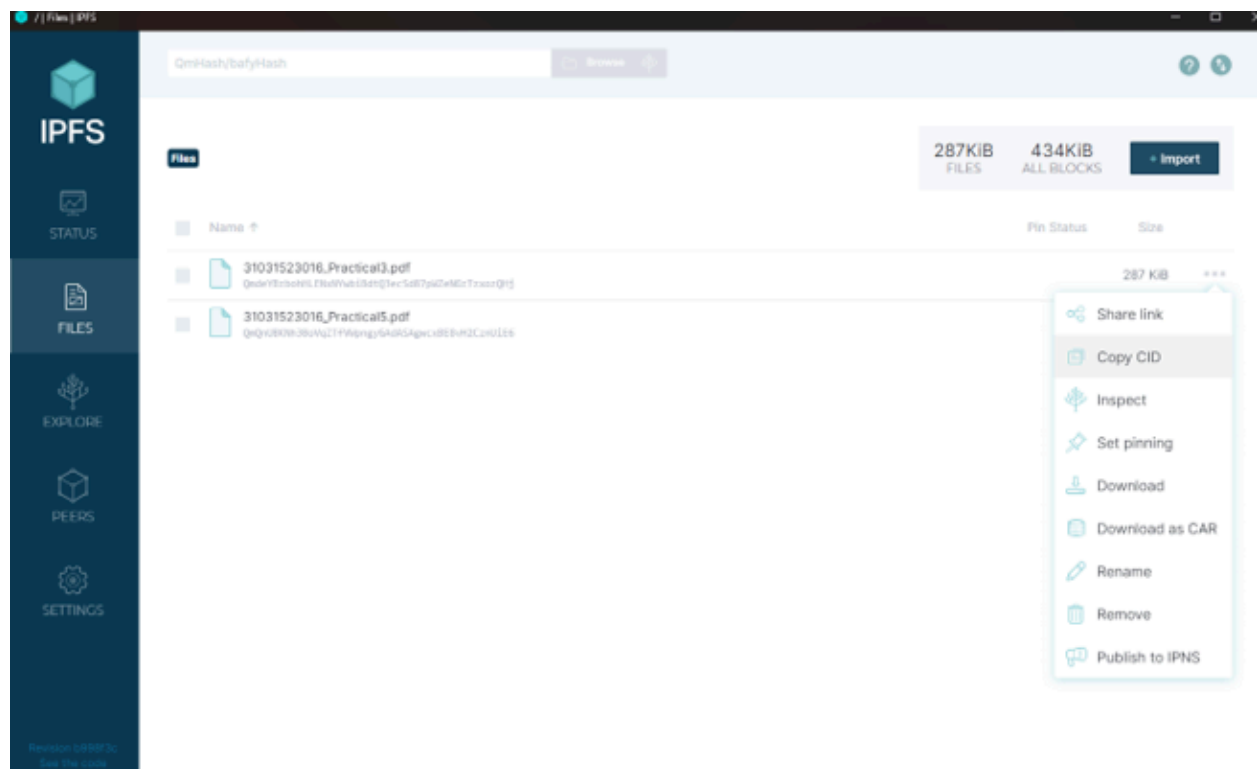 / | Files | IPFS
QmHash/bafyHash
Browse
IPFS
Files
287KiB
FILES
434KiB
ALL BLOCKS
+ Import
STATUS
Name ↑
Pin Status
Size
31031523016_Practical3.pdf
287 KiB
FILES
31031523016_Practical5.pdf
Share link
Copy CID
EXPLORE
Inspect
Set pinning
Download
PEERS
Download as CAR
Rename
SETTINGS
Remove
Publish to IPNS
See the code